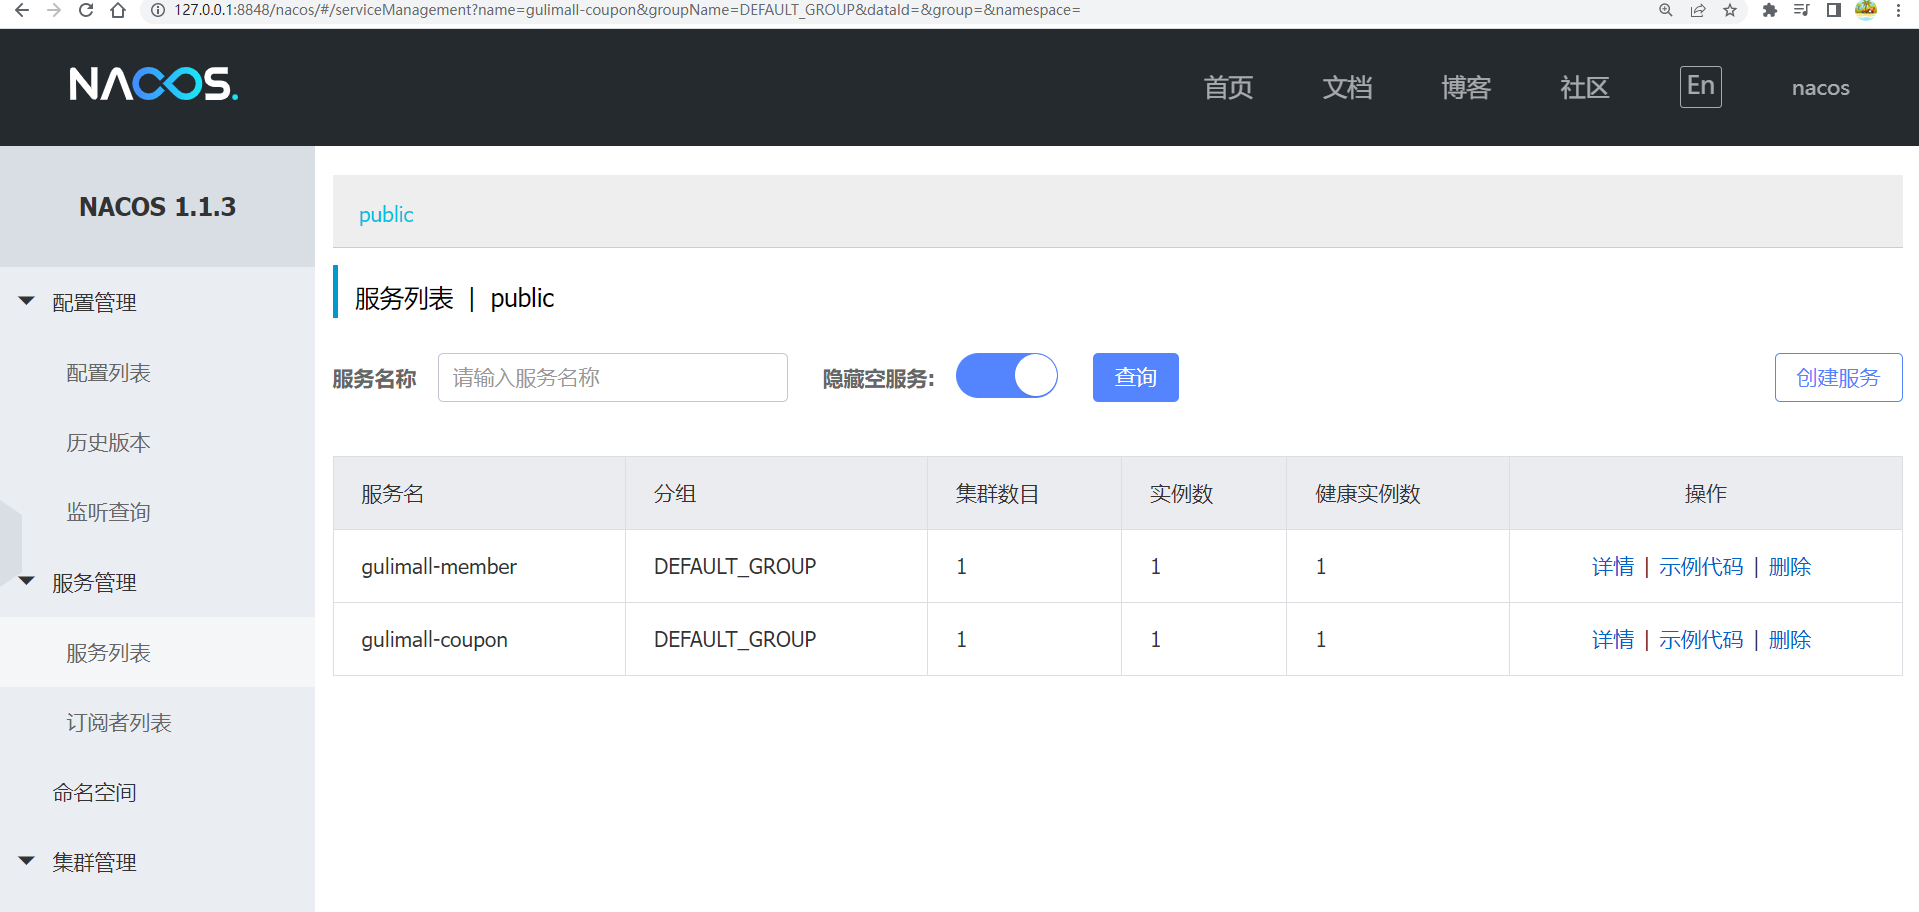 127.0.0.1:8848/nacos/#/serviceManagement?name=gulimall-coupon&groupName=DEFAULT_GROUP&dataId=&group=&namespace=
NACOS.
首页 文档 博客 社区 En nacos
NACOS 1.1.3
配置管理
配置列表
历史版本
监听查询
服务管理
服务列表
订阅者列表
命名空间
集群管理
public
服务列表 | public
服务名称 请输入服务名称 隐藏空服务: 查询 创建服务
服务名 分组 集群数目 实例数 健康实例数 操作
gulimall-member DEFAULT_GROUP 1 1 1 详情 | 示例代码 | 删除
gulimall-coupon DEFAULT_GROUP 1 1 1 详情 | 示例代码 | 删除